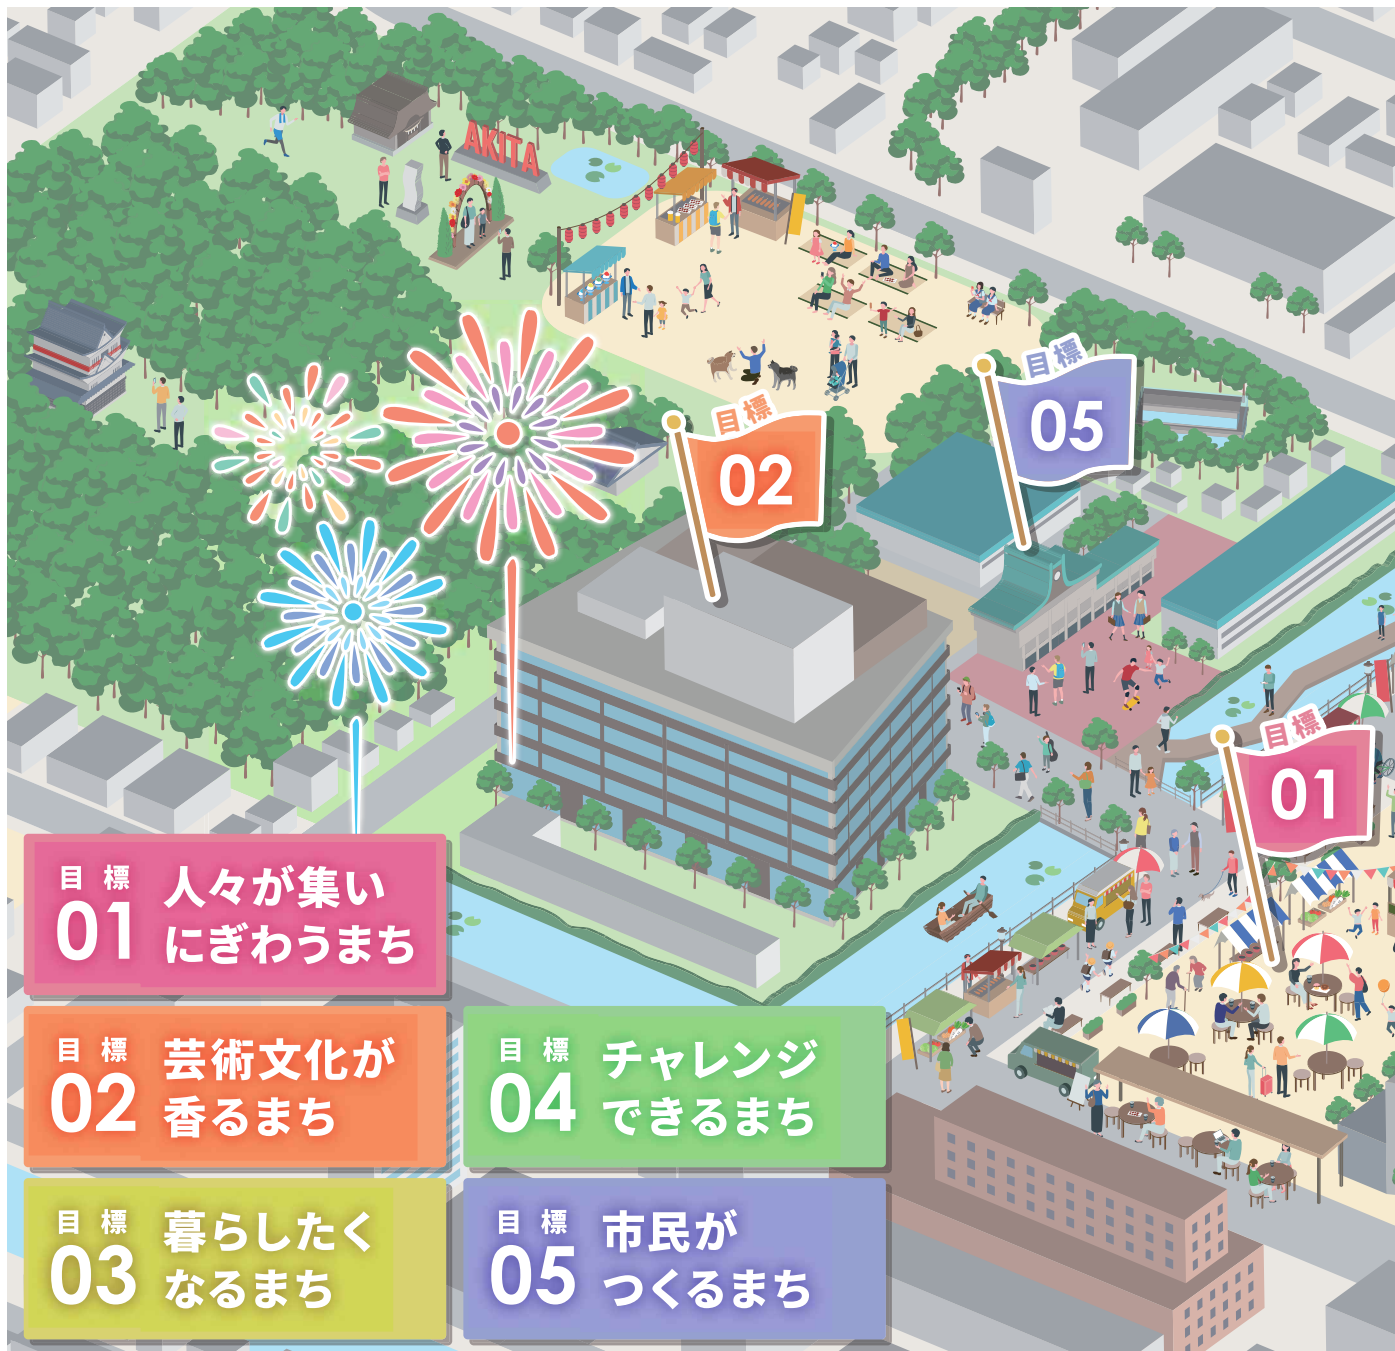 AKITA
目標
05
目標
02
目標
01
目標
01
人々が集い
にぎわうまち
目標
02
芸術文化が
香るまち
目標
03
暮らしたく
なるまち
目標
04
チャレンジ
できるまち
目標
05
市民が
つくるまち